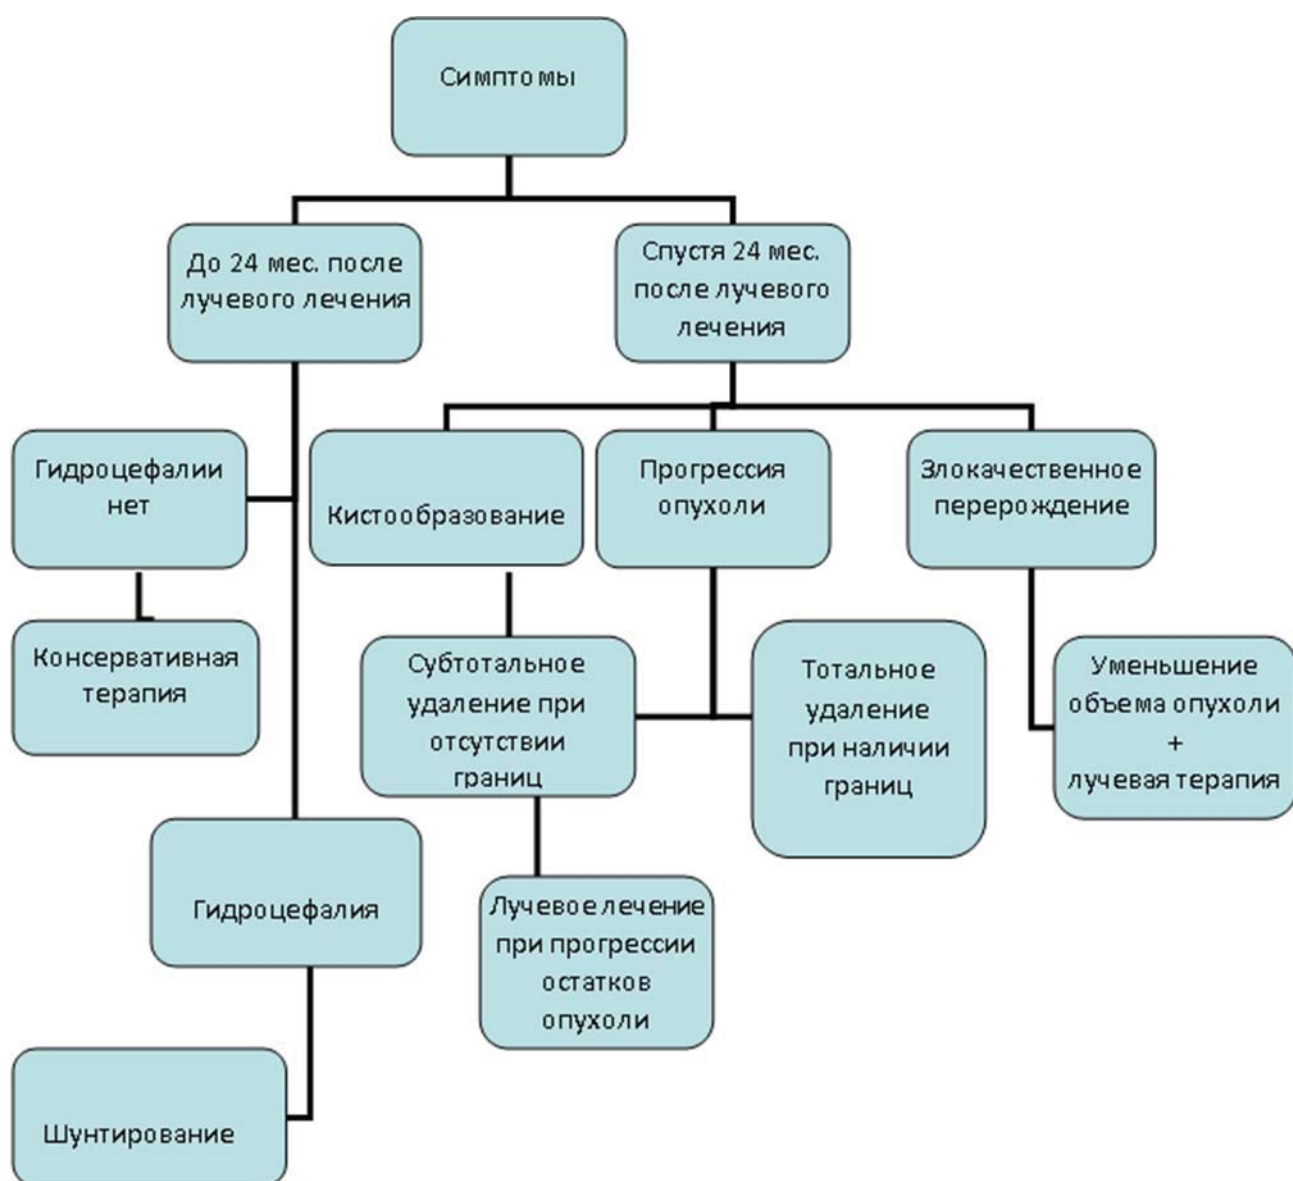 Симптомы
До 24 мес. после
лучевого лечения
Спустя 24 мес.
после лучевого
лечения
Гидроцефалии
нет
Кистообразование
Прогрессия
опухоли
Злокачественное
перерождение
Консервативная
терапия
Субтотальное
удаление при
отсутствии
границ
Тотальное
удаление
при наличии
границ
Уменьшение
объема опухоли
+
лучевая терапия
Гидроцефалия
Лучевое лечение
при прогрессии
остатков
опухоли
Шунтирование